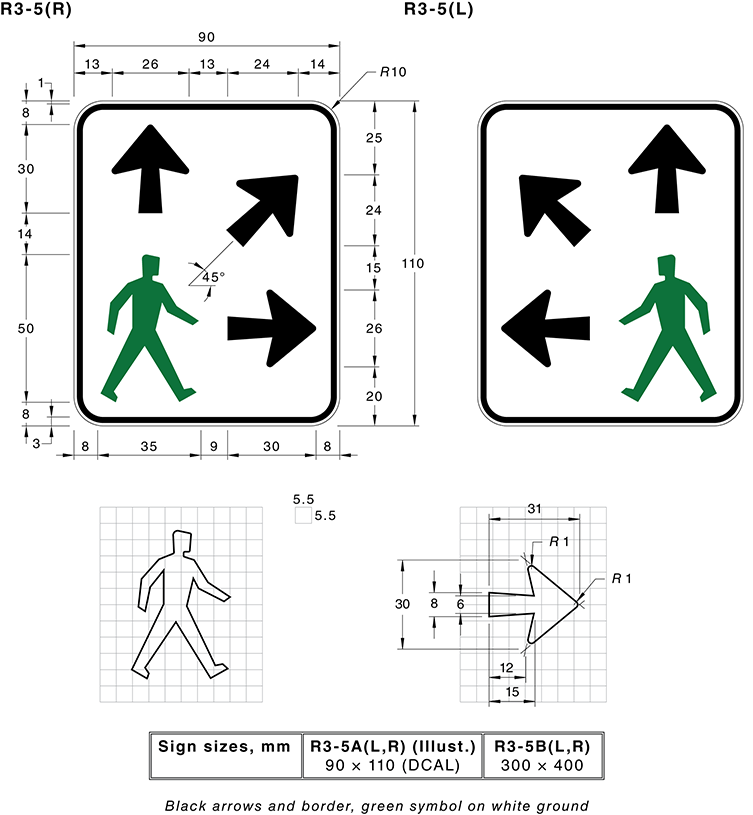 R3-5(R) R3-5(L)
90
13 26 13 24 14
R10
1
8
30
14
50
8
3
25
24
15
26
20
110
45°
8 35 9 30 8
5.5
5.5
31
R 1
R 1
30 8 6
12
15
Sign sizes, mm R3-5A(L,R) (Illust.) R3-5B(L,R)
90 × 110 (DCAL) 300 × 400
Black arrows and border, green symbol on white ground